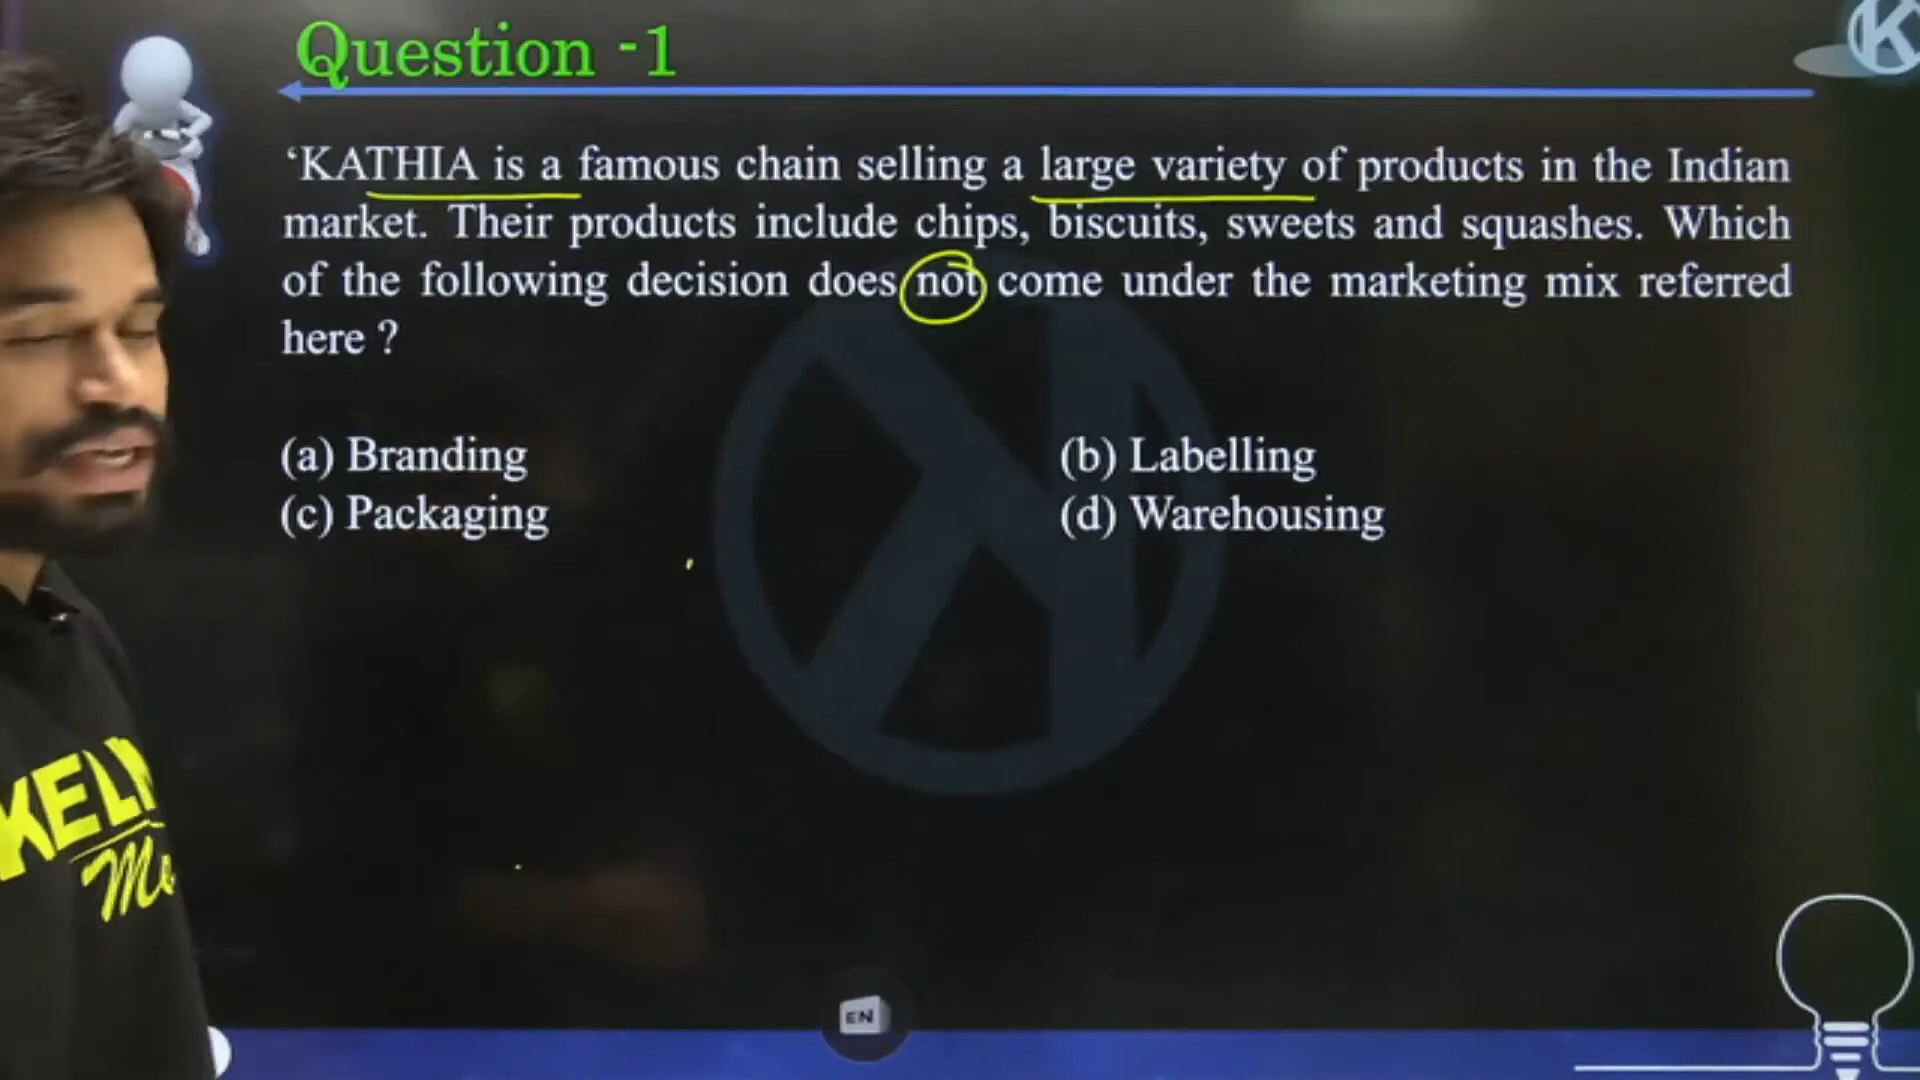 Question -1
‘KATHIA is a famous chain selling a large variety of products in the Indian
market. Their products include chips, biscuits, sweets and squashes. Which
of the following decision does not come under the marketing mix referred
here ?
(a) Branding
(b) Labelling
(c) Packaging
(d) Warehousing
EN